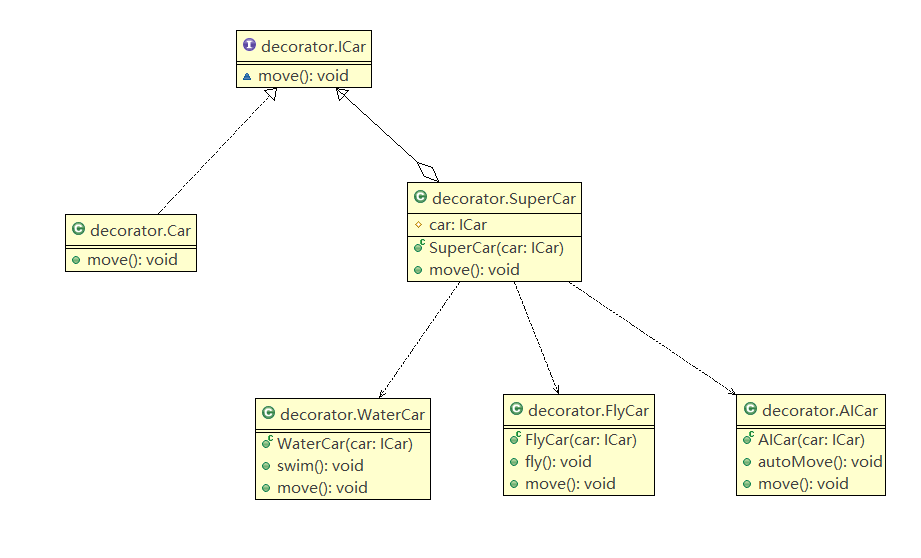 decorator.ICar
move(): void
decorator.Car
move(): void
decorator.SuperCar
car: ICar
SuperCar(car: ICar)
move(): void
decorator.WaterCar
WaterCar(car: ICar)
swim(): void
move(): void
decorator.FlyCar
FlyCar(car: ICar)
fly(): void
move(): void
decorator.AICar
AICar(car: ICar)
autoMove(): void
move(): void